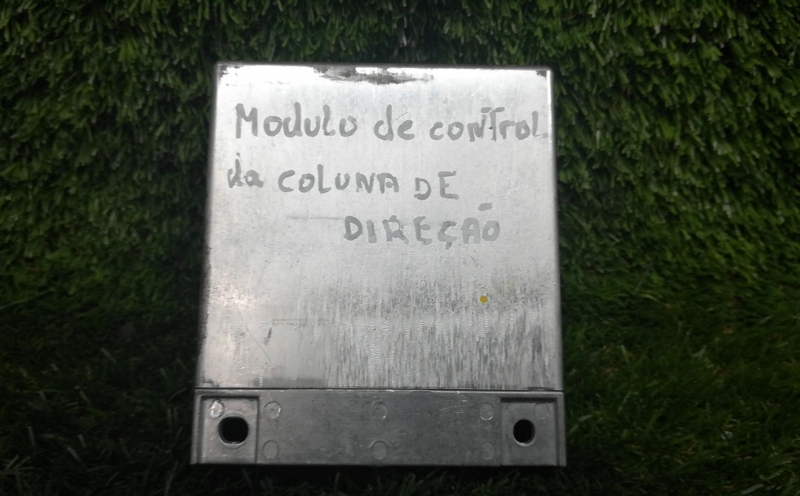 Modulo de control
da COLUNA DE
DIREÇÃO